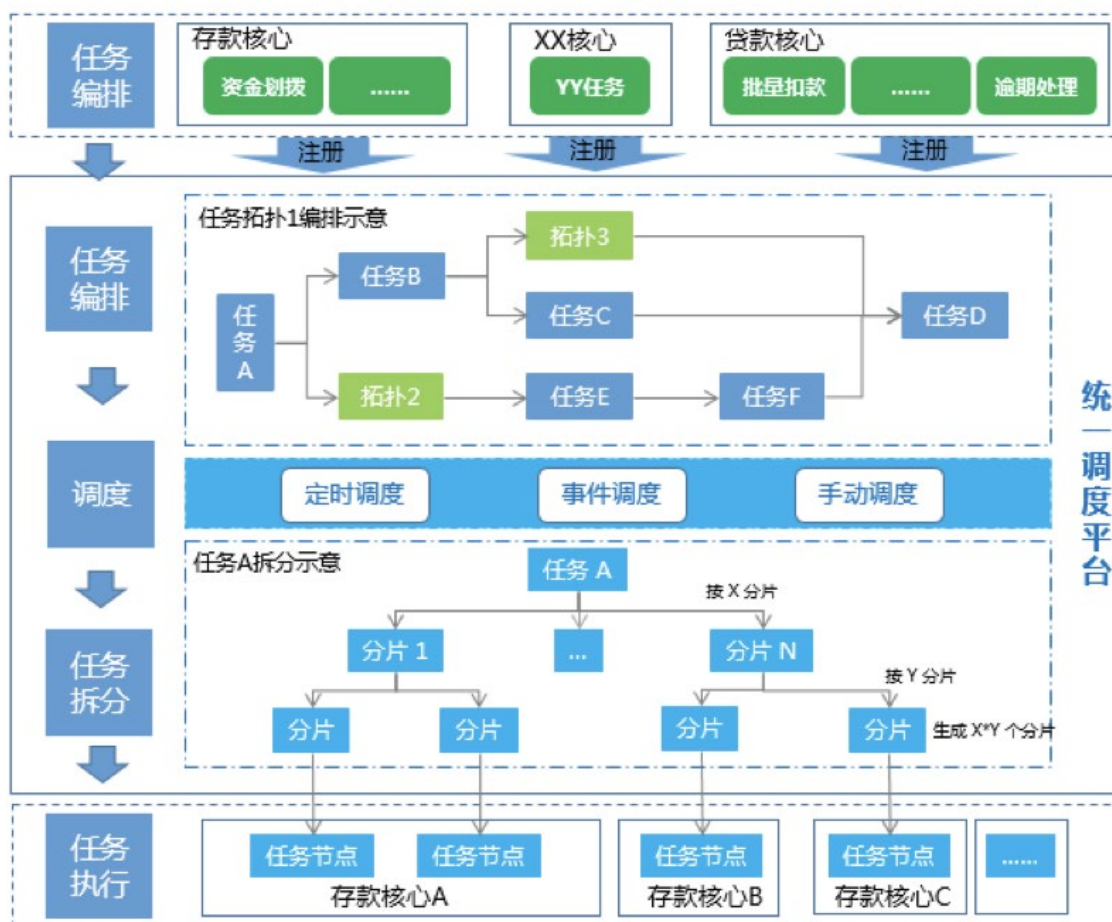 任务
编排
存款核心
资金划拨
......
XX核心
YY任务
贷款核心
批量扣款
......
逾期处理
注册
注册
注册
任务
编排
任务拓扑1编排示意
任务A
任务B
拓扑3
任务C
任务D
拓扑2
任务E
任务F
调度
定时调度
事件调度
手动调度
统一调度平台
任务
拆分
任务A拆分示意
任务 A
按 X 分片
分片 1
...
分片 N
按 Y 分片
分片
分片
分片
分片
生成 X*Y 个分片
任务
执行
任务节点
任务节点
存款核心A
任务节点
存款核心B
任务节点
存款核心C
......